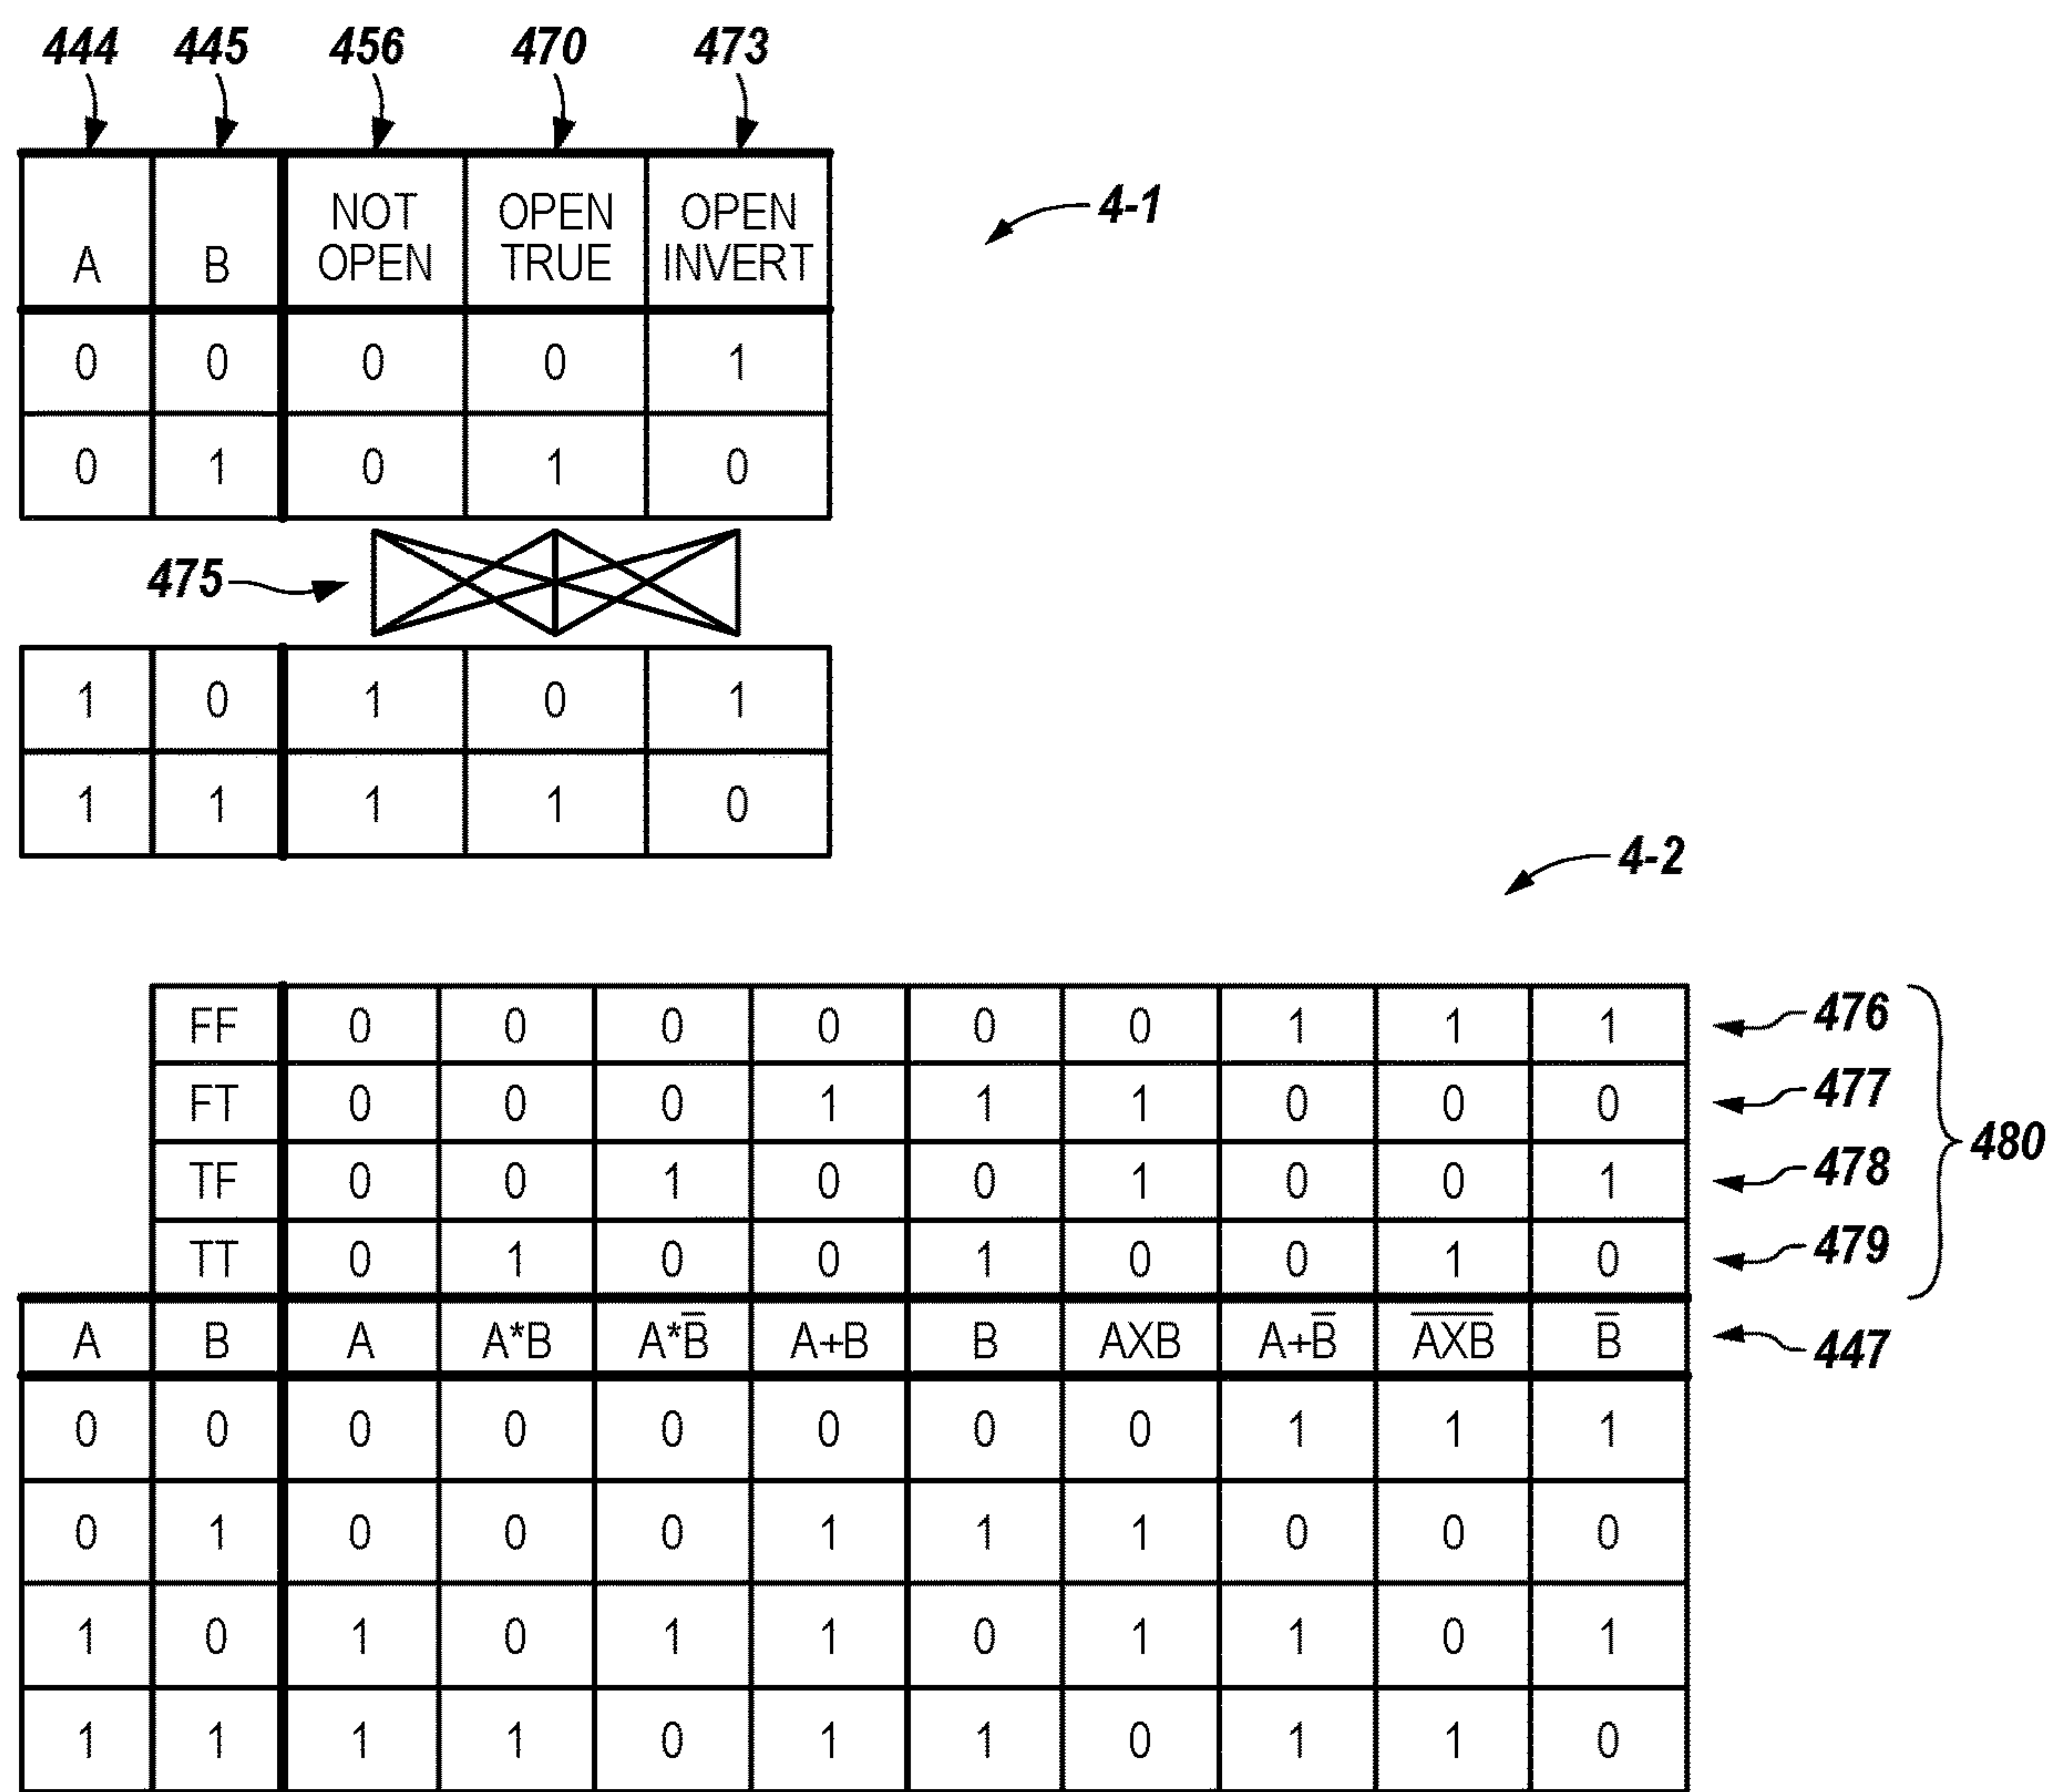 444 445 456 470 473
A B NOT OPEN OPEN TRUE OPEN INVERT
4-1
0 0 0 0 1
0 1 0 1 0
475
1 0 1 0 1
1 1 1 1 0
4-2
FF 0 0 0 0 0 0 1 1 1 476
FT 0 0 0 1 1 1 0 0 0 477
TF 0 0 1 0 0 1 0 0 1 478
TT 0 1 0 0 1 0 0 1 0 479
480
A B A A*B A*B̅ A+B B AXB A+B̅ A̅X̅B̅ B̅ 447
0 0 0 0 0 0 0 0 1 1 1
0 1 0 0 0 1 1 1 0 0 0
1 0 1 0 1 1 0 1 1 0 1
1 1 1 1 0 1 1 0 1 1 0